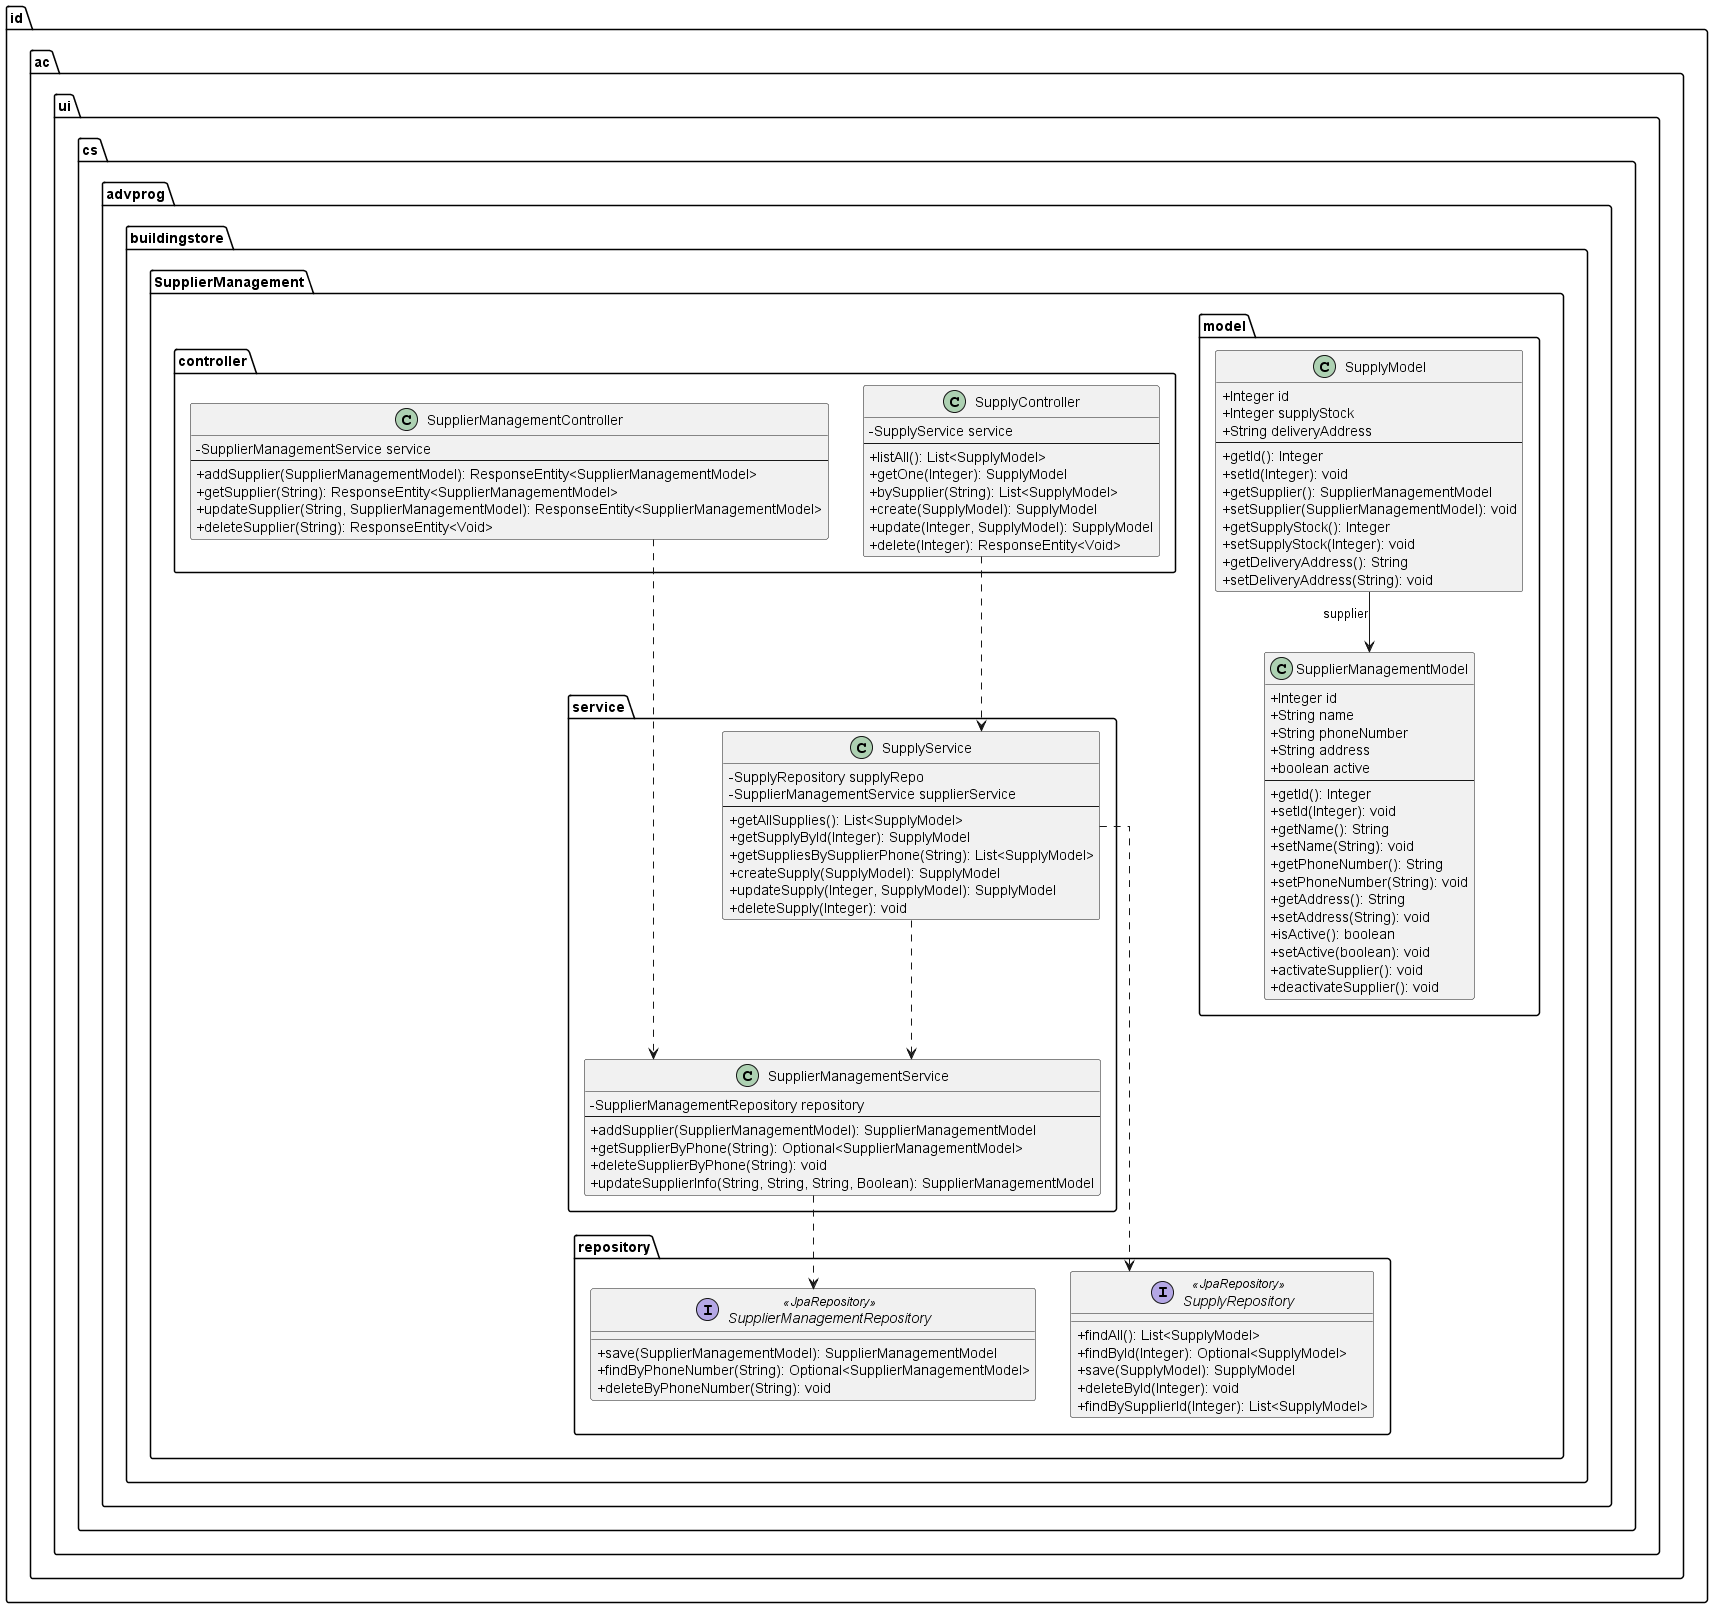 id
ac
ui
cs
advprog
buildingstore
SupplierManagement
controller
SupplierManagementController
-SupplierManagementService service
+addSupplier(SupplierManagementModel): ResponseEntity<SupplierManagementModel>
+getSupplier(String): ResponseEntity<SupplierManagementModel>
+updateSupplier(String, SupplierManagementModel): ResponseEntity<SupplierManagementModel>
+deleteSupplier(String): ResponseEntity<Void>
SupplyController
-SupplyService service
+listAll(): List<SupplyModel>
+getOne(Integer): SupplyModel
+bySupplier(String): List<SupplyModel>
+create(SupplyModel): SupplyModel
+update(Integer, SupplyModel): SupplyModel
+delete(Integer): ResponseEntity<Void>
model
SupplyModel
+Integer id
+Integer supplyStock
+String deliveryAddress
+getId(): Integer
+setId(Integer): void
+getSupplier(): SupplierManagementModel
+setSupplier(SupplierManagementModel): void
+getSupplyStock(): Integer
+setSupplyStock(Integer): void
+getDeliveryAddress(): String
+setDeliveryAddress(String): void
supplier
SupplierManagementModel
+Integer id
+String name
+String phoneNumber
+String address
+boolean active
+getId(): Integer
+setId(Integer): void
+getName(): String
+setName(String): void
+getPhoneNumber(): String
+setPhoneNumber(String): void
+getAddress(): String
+setAddress(String): void
+isActive(): boolean
+setActive(boolean): void
+activateSupplier(): void
+deactivateSupplier(): void
service
SupplyService
-SupplyRepository supplyRepo
-SupplierManagementService supplierService
+getAllSupplies(): List<SupplyModel>
+getSupplyById(Integer): SupplyModel
+getSuppliesBySupplierPhone(String): List<SupplyModel>
+createSupply(SupplyModel): SupplyModel
+updateSupply(Integer, SupplyModel): SupplyModel
+deleteSupply(Integer): void
SupplierManagementService
-SupplierManagementRepository repository
+addSupplier(SupplierManagementModel): SupplierManagementModel
+getSupplierByPhone(String): Optional<SupplierManagementModel>
+deleteSupplierByPhone(String): void
+updateSupplierInfo(String, String, String, Boolean): SupplierManagementModel
repository
«JpaRepository»
SupplierManagementRepository
+save(SupplierManagementModel): SupplierManagementModel
+findByPhoneNumber(String): Optional<SupplierManagementModel>
+deleteByPhoneNumber(String): void
«JpaRepository»
SupplyRepository
+findAll(): List<SupplyModel>
+findById(Integer): Optional<SupplyModel>
+save(SupplyModel): SupplyModel
+deleteById(Integer): void
+findBySupplierId(Integer): List<SupplyModel>